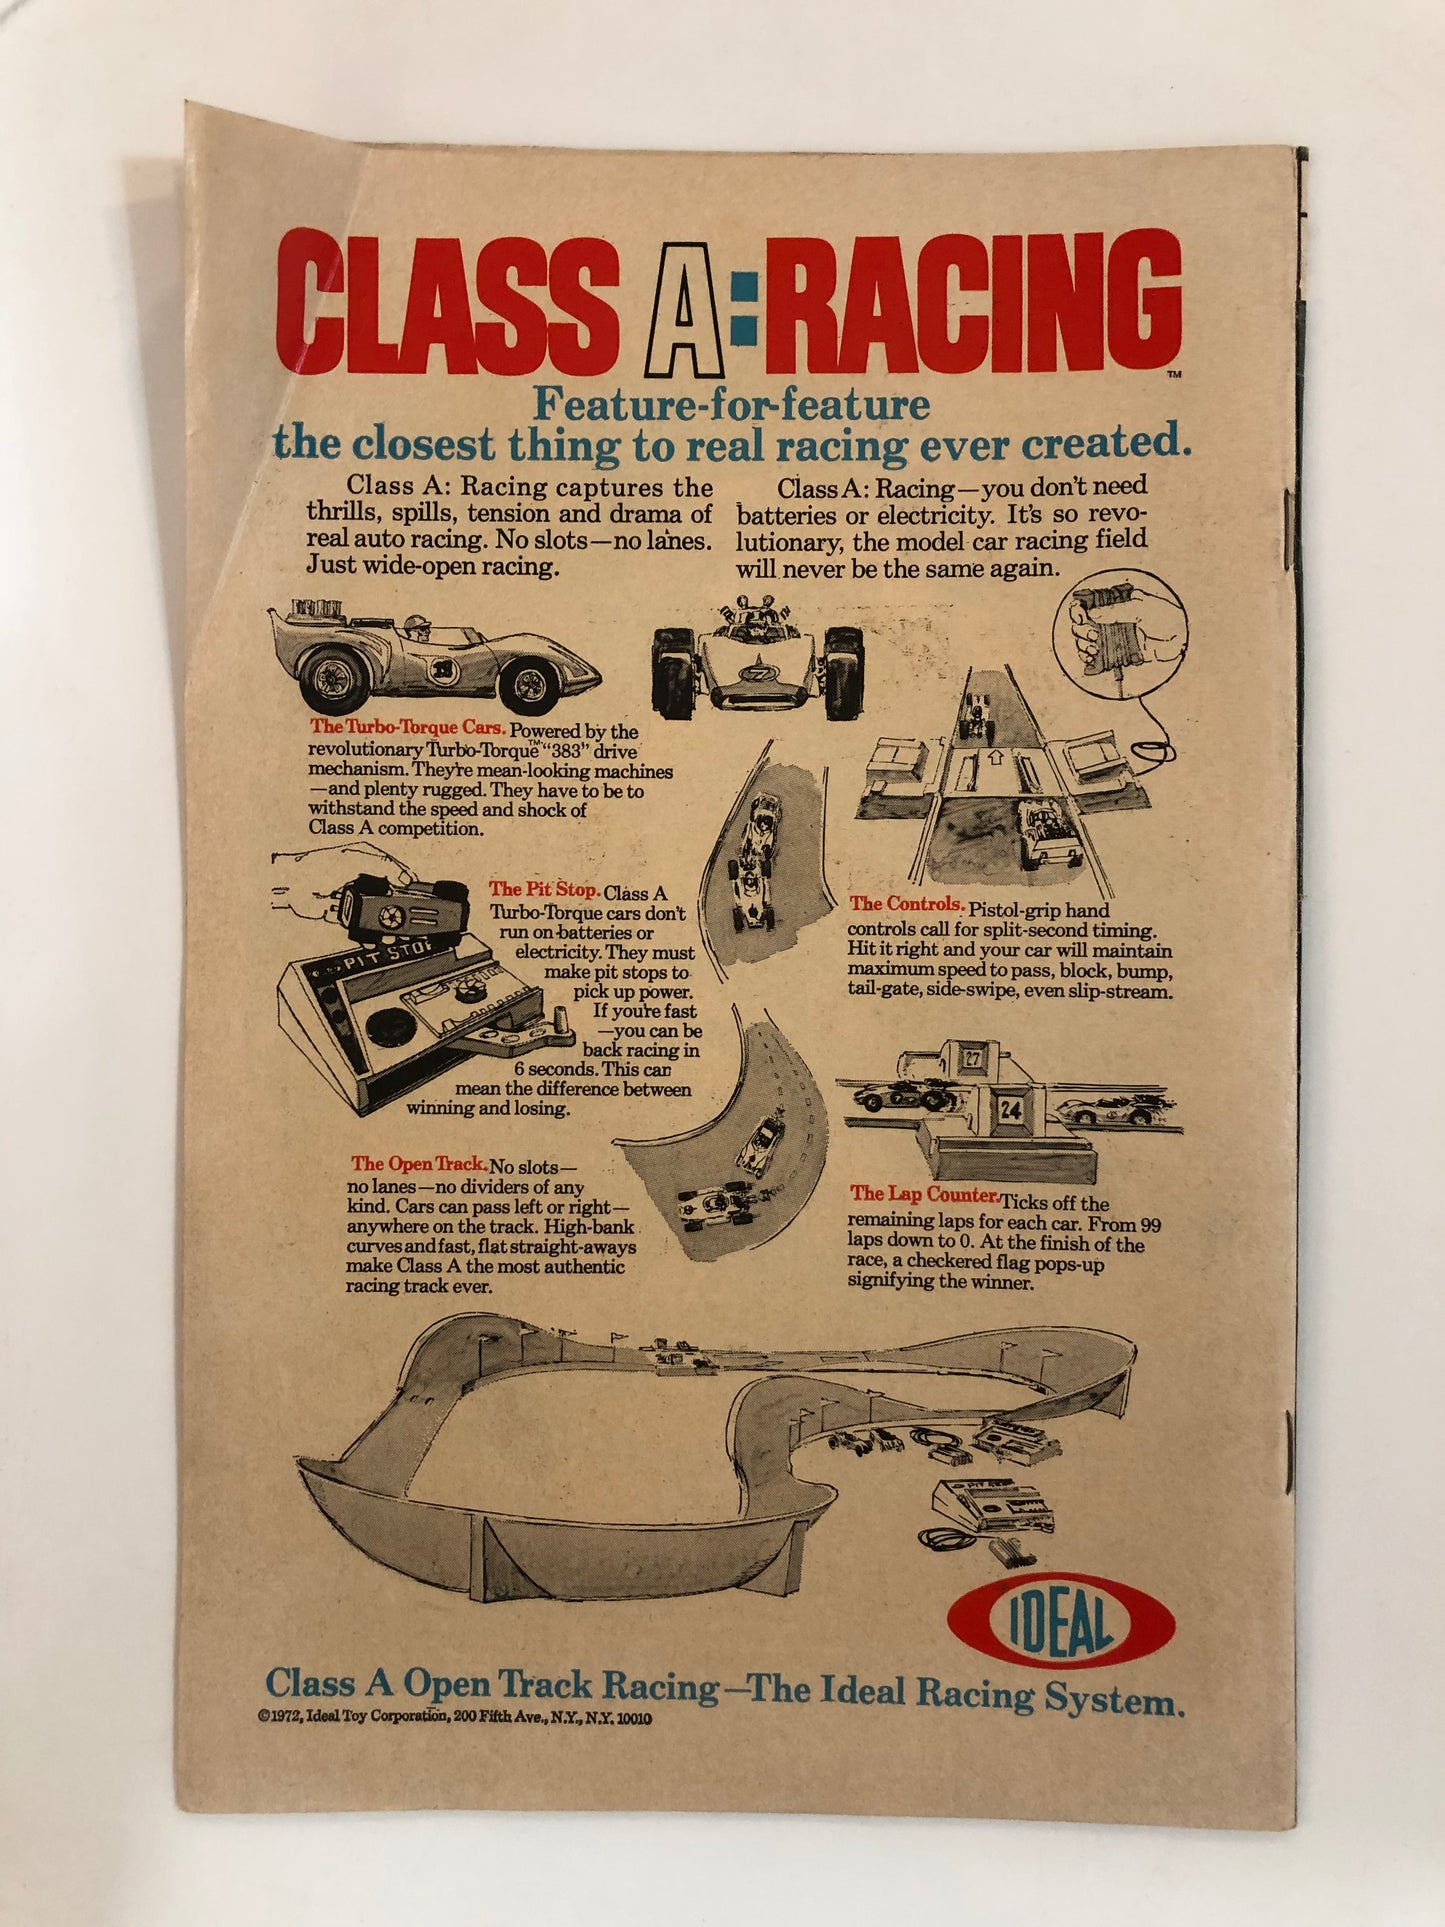 CLASS A:RACING
TM
Feature-for-feature
the closest thing to real racing ever created.
Class A: Racing captures the
thrills, spills, tension and drama of
real auto racing. No slots—no lanes.
Just wide-open racing.
Class A: Racing—you don't need
batteries or electricity. It's so revo-
lutionary, the model car racing field
will never be the same again.
The Turbo-Torque Cars. Powered by the
revolutionary Turbo-Torque™ "383" drive
mechanism. They're mean-looking machines
—and plenty rugged. They have to be to
withstand the speed and shock of
Class A competition.
7
PIT STOP
The Pit Stop. Class A
Turbo-Torque cars don't
run on batteries or
electricity. They must
make pit stops to
pick up power.
If you're fast
—you can be
back racing in
6 seconds. This can
mean the difference between
winning and losing.
The Controls. Pistol-grip hand
controls call for split-second timing.
Hit it right and your car will maintain
maximum speed to pass, block, bump,
tail-gate, side-swipe, even slip-stream.
27
24
7
The Open Track. No slots—
no lanes—no dividers of any
kind. Cars can pass left or right—
anywhere on the track. High-bank
curves and fast, flat straight-aways
make Class A the most authentic
racing track ever.
The Lap Counter. Ticks off the
remaining laps for each car. From 99
laps down to 0. At the finish of the
race, a checkered flag pops-up
signifying the winner.
IDEAL
Class A Open Track Racing—The Ideal Racing System.
©1972, Ideal Toy Corporation, 200 Fifth Ave., N.Y., N.Y. 10010